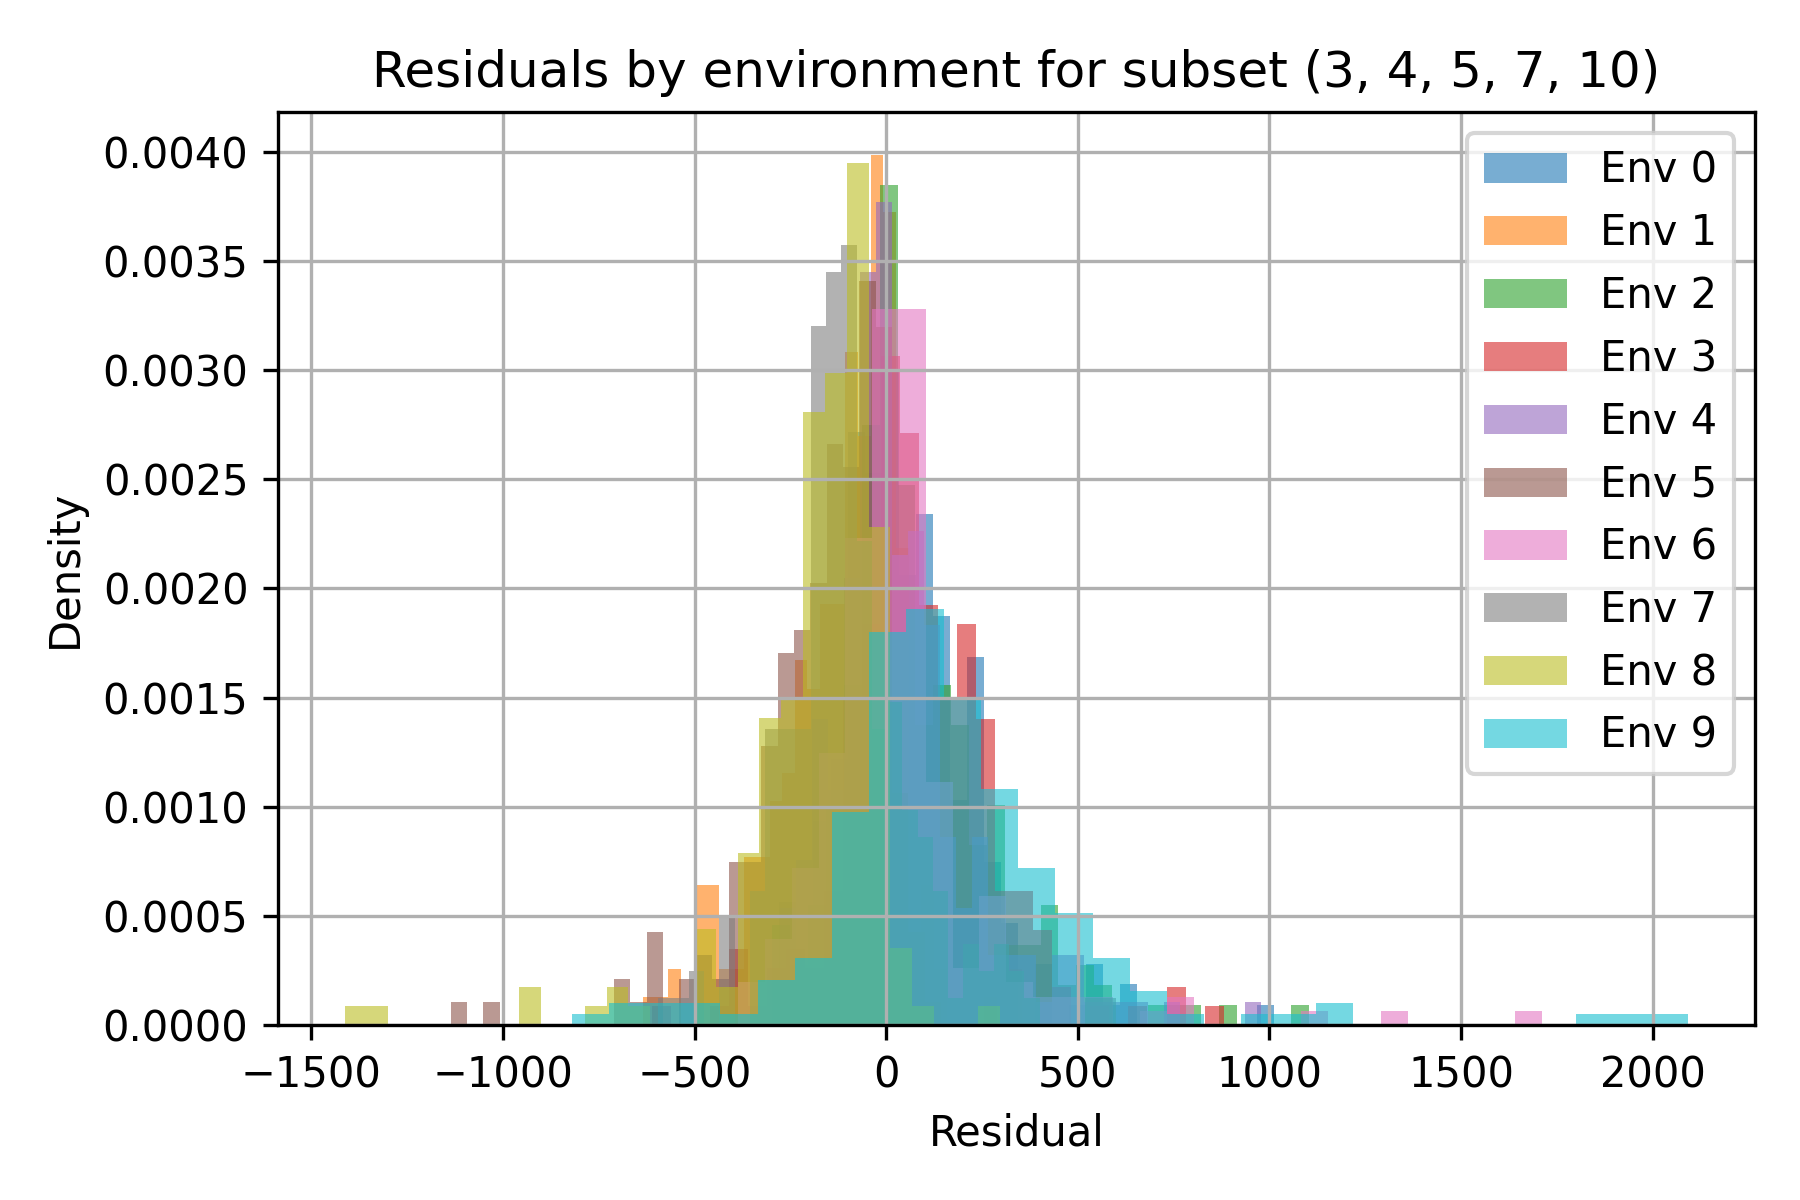 Residuals by environment for subset (3, 4, 5, 7, 10)
0.0040
0.0035
0.0030
0.0025
0.0020
0.0015
0.0010
0.0005
0.0000
Density
−1500 −1000 −500 0 500 1000 1500 2000
Residual
Env 0
Env 1
Env 2
Env 3
Env 4
Env 5
Env 6
Env 7
Env 8
Env 9